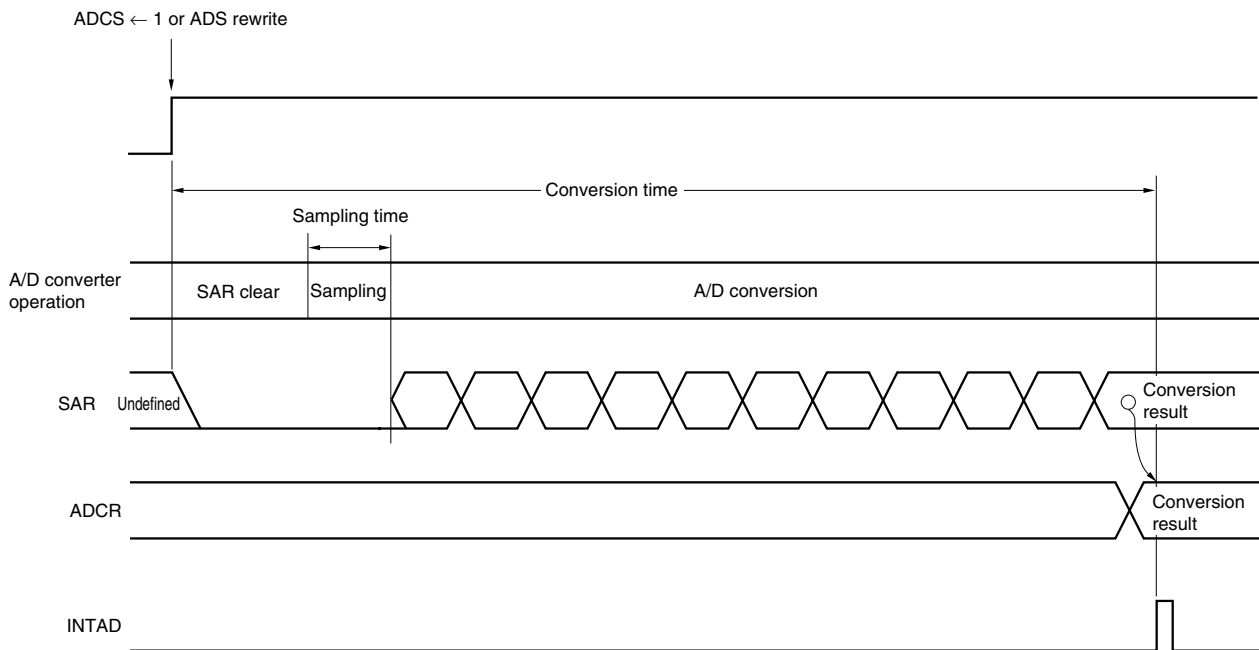 ADCS ← 1 or ADS rewrite
Conversion time
Sampling time
A/D converter
operation
SAR clear
Sampling
A/D conversion
SAR
Undefined
Conversion
result
ADCR
Conversion
result
INTAD